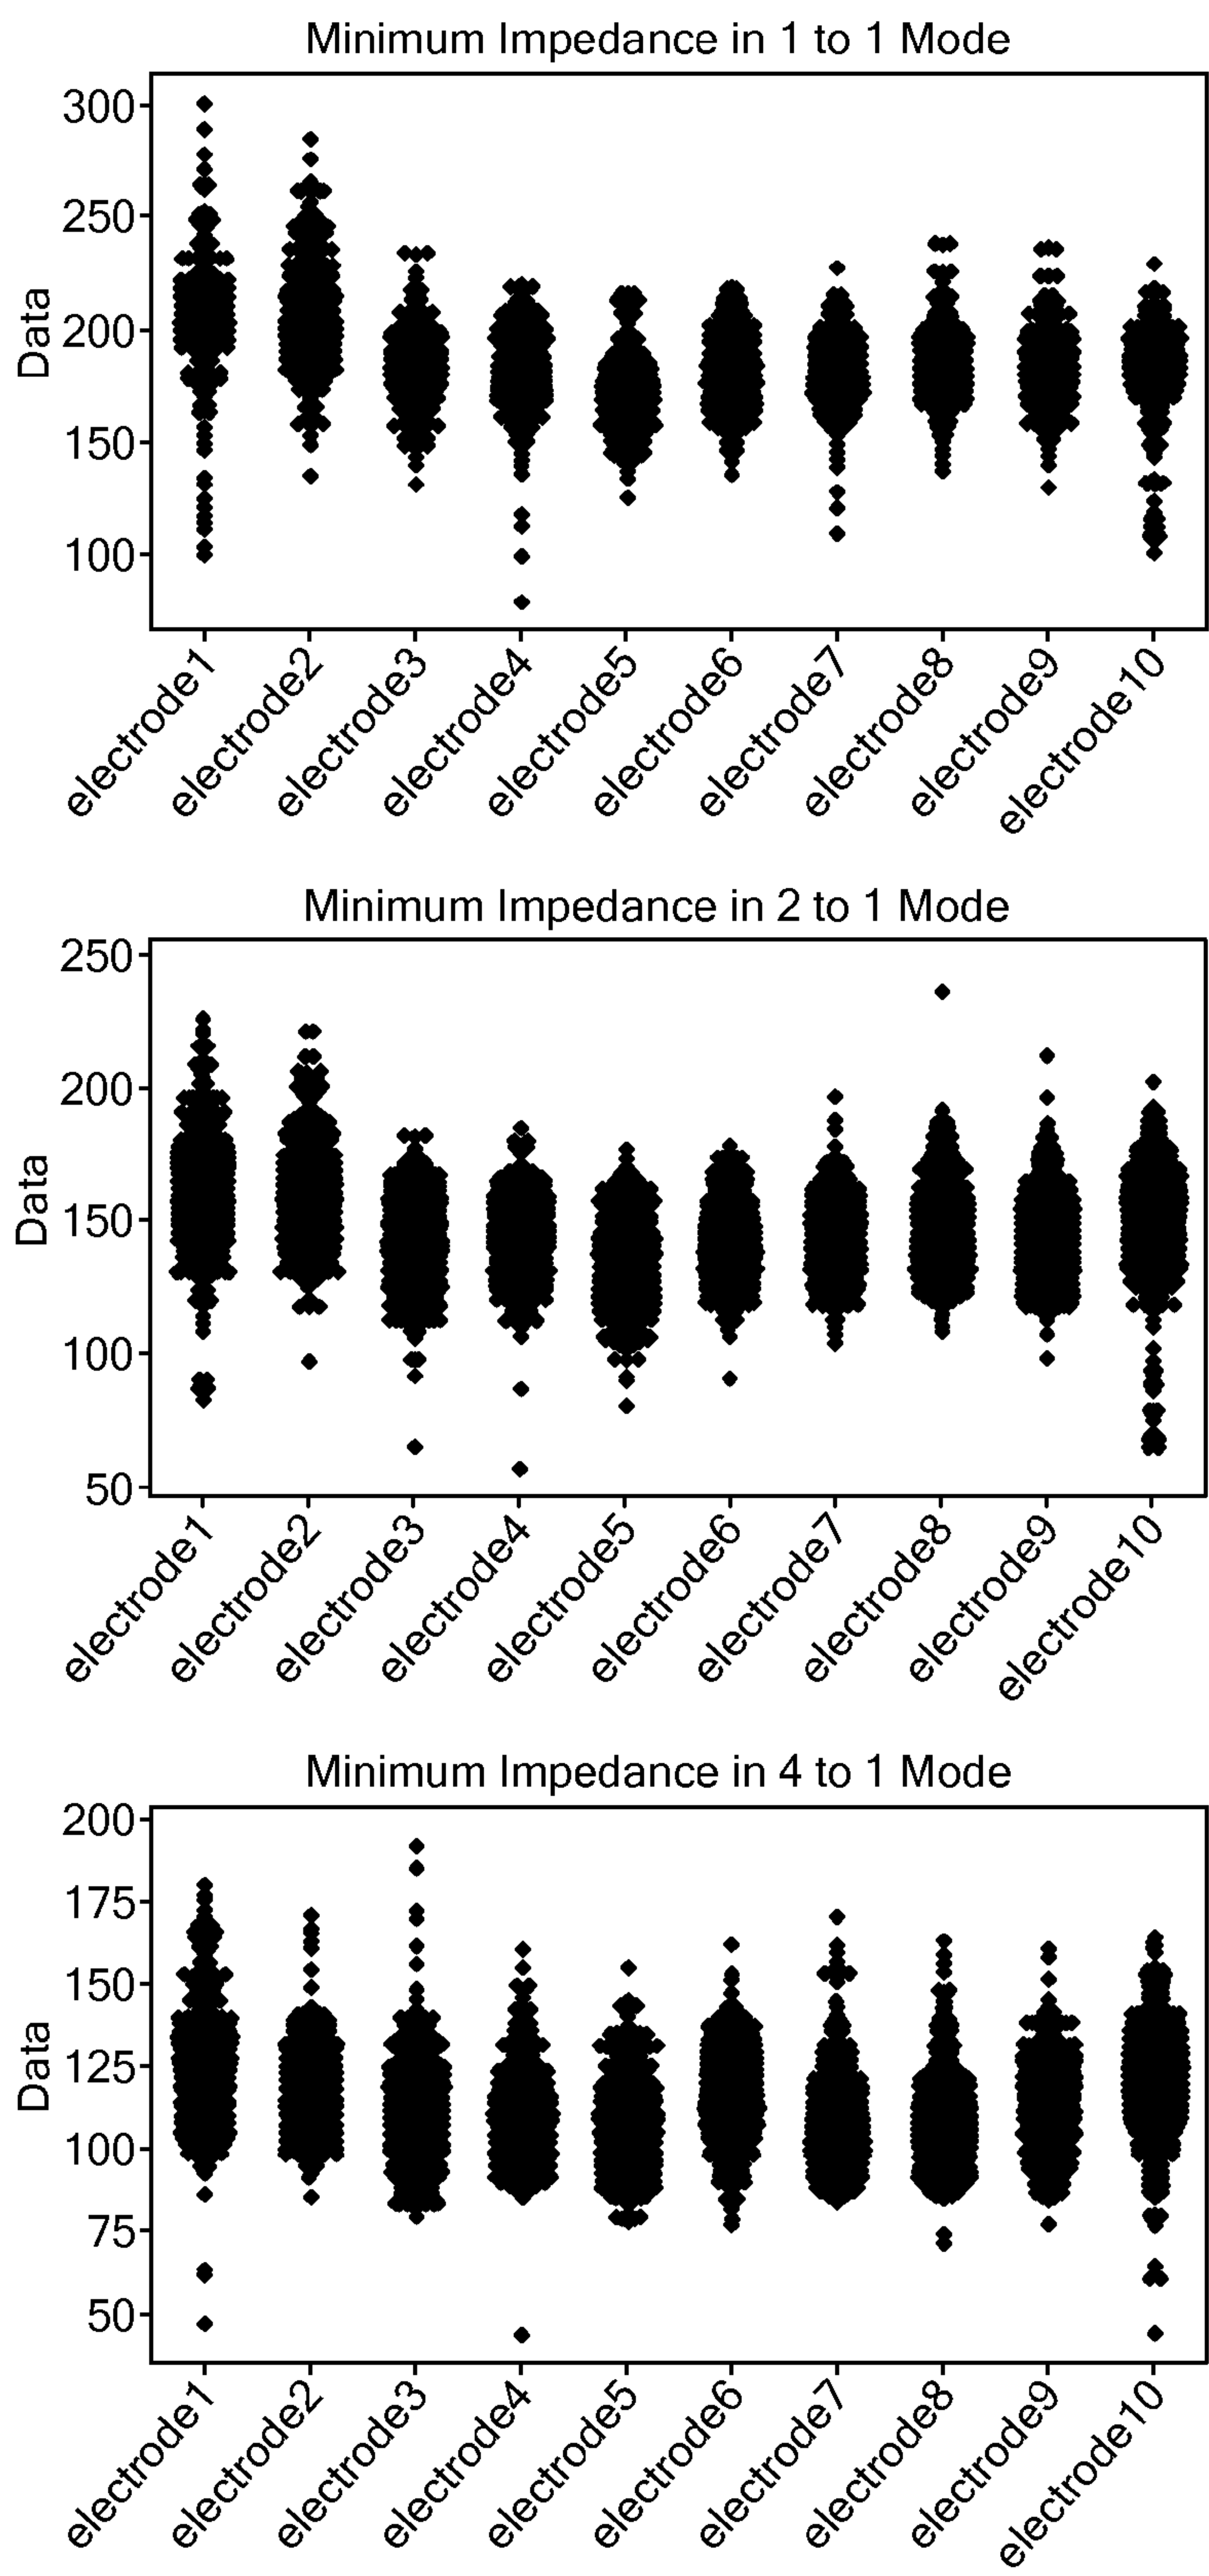 Minimum Impedance in 1 to 1 Mode
300
250
200
150
100
Data
electrode1
electrode2
electrode3
electrode4
electrode5
electrode6
electrode7
electrode8
electrode9
electrode10
Minimum Impedance in 2 to 1 Mode
250
200
150
100
50
Data
electrode1
electrode2
electrode3
electrode4
electrode5
electrode6
electrode7
electrode8
electrode9
electrode10
Minimum Impedance in 4 to 1 Mode
200
175
150
125
100
75
50
Data
electrode1
electrode2
electrode3
electrode4
electrode5
electrode6
electrode7
electrode8
electrode9
electrode10